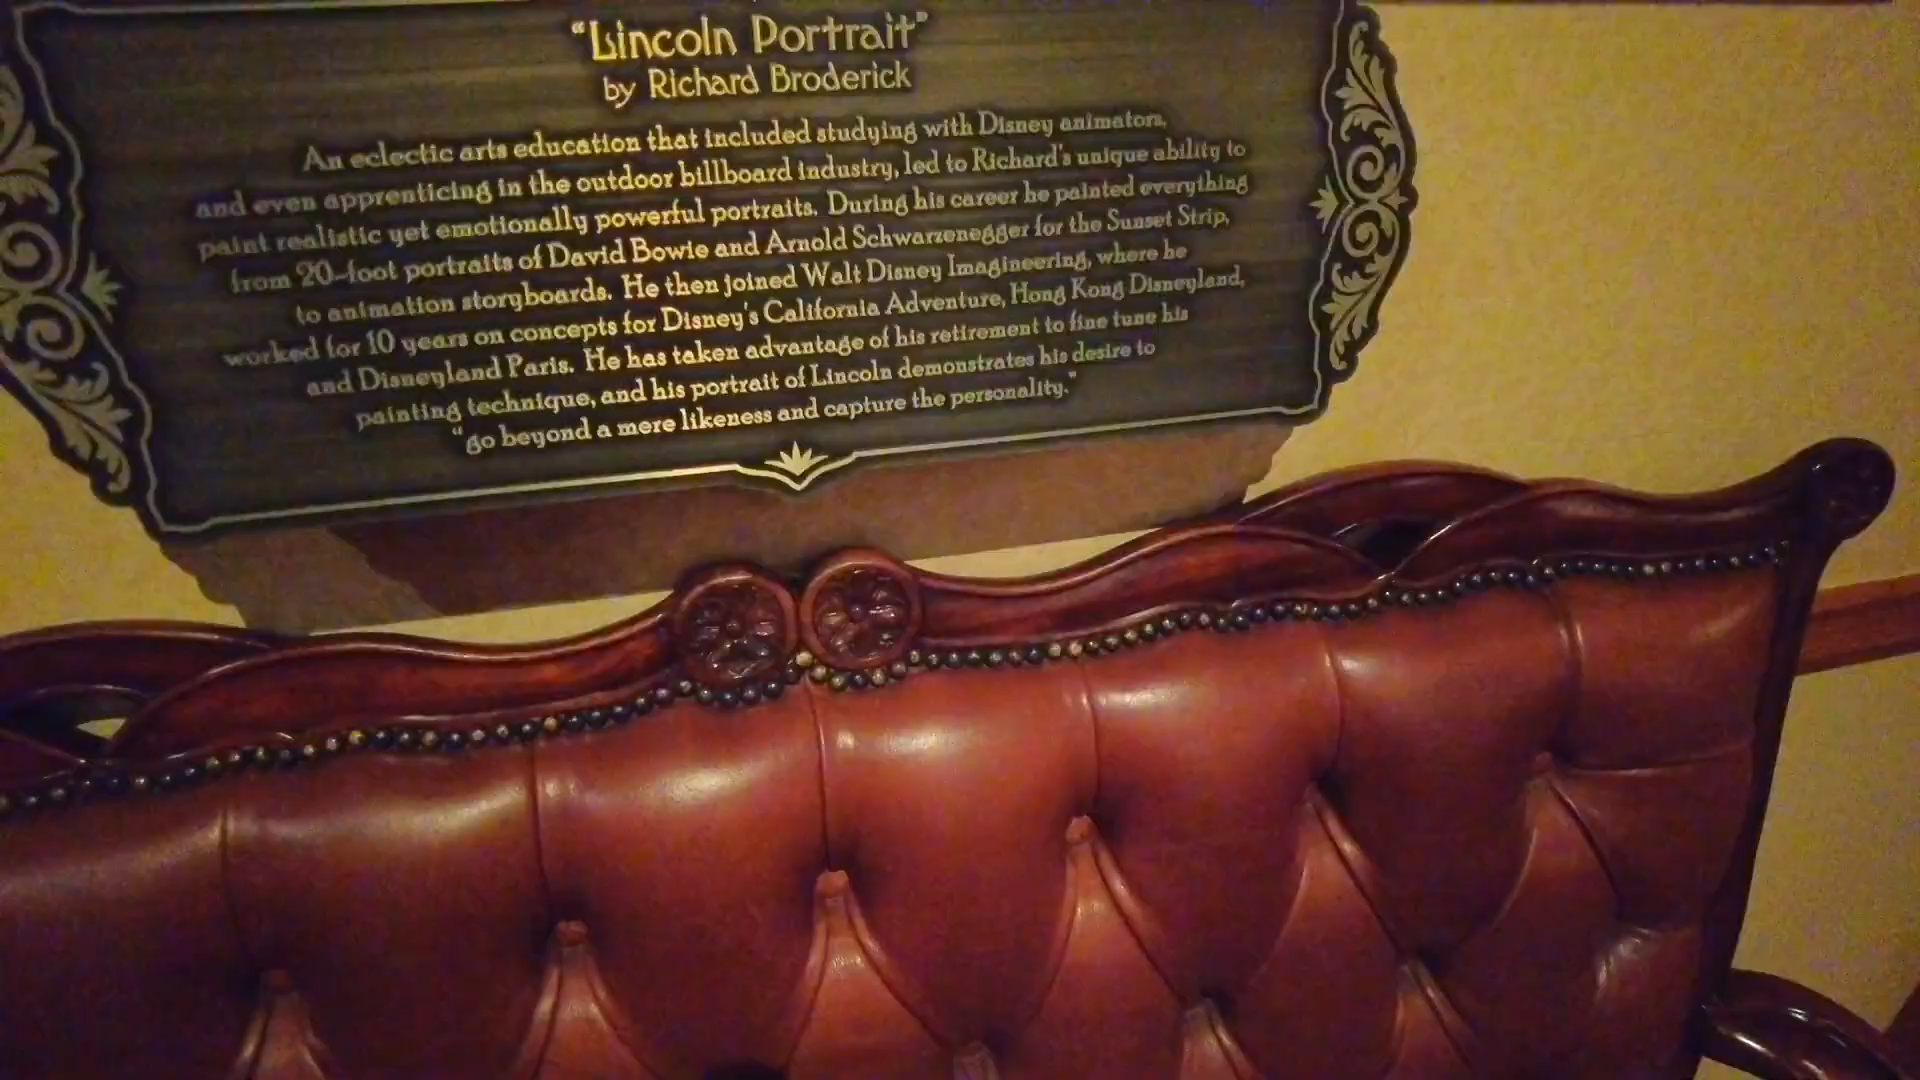 “Lincoln Portrait”
by Richard Broderick
An eclectic arts education that included studying with Disney animators,
and even apprenticing in the outdoor billboard industry, led to Richard's unique ability to
paint realistic yet emotionally powerful portraits. During his career he painted everything
from 20-foot portraits of David Bowie and Arnold Schwarzenegger for the Sunset Strip,
to animation storyboards. He then joined Walt Disney Imagineering, where he
worked for 10 years on concepts for Disney's California Adventure, Hong Kong Disneyland,
and Disneyland Paris. He has taken advantage of his retirement to fine tune his
painting technique, and his portrait of Lincoln demonstrates his desire to
“go beyond a mere likeness and capture the personality.”